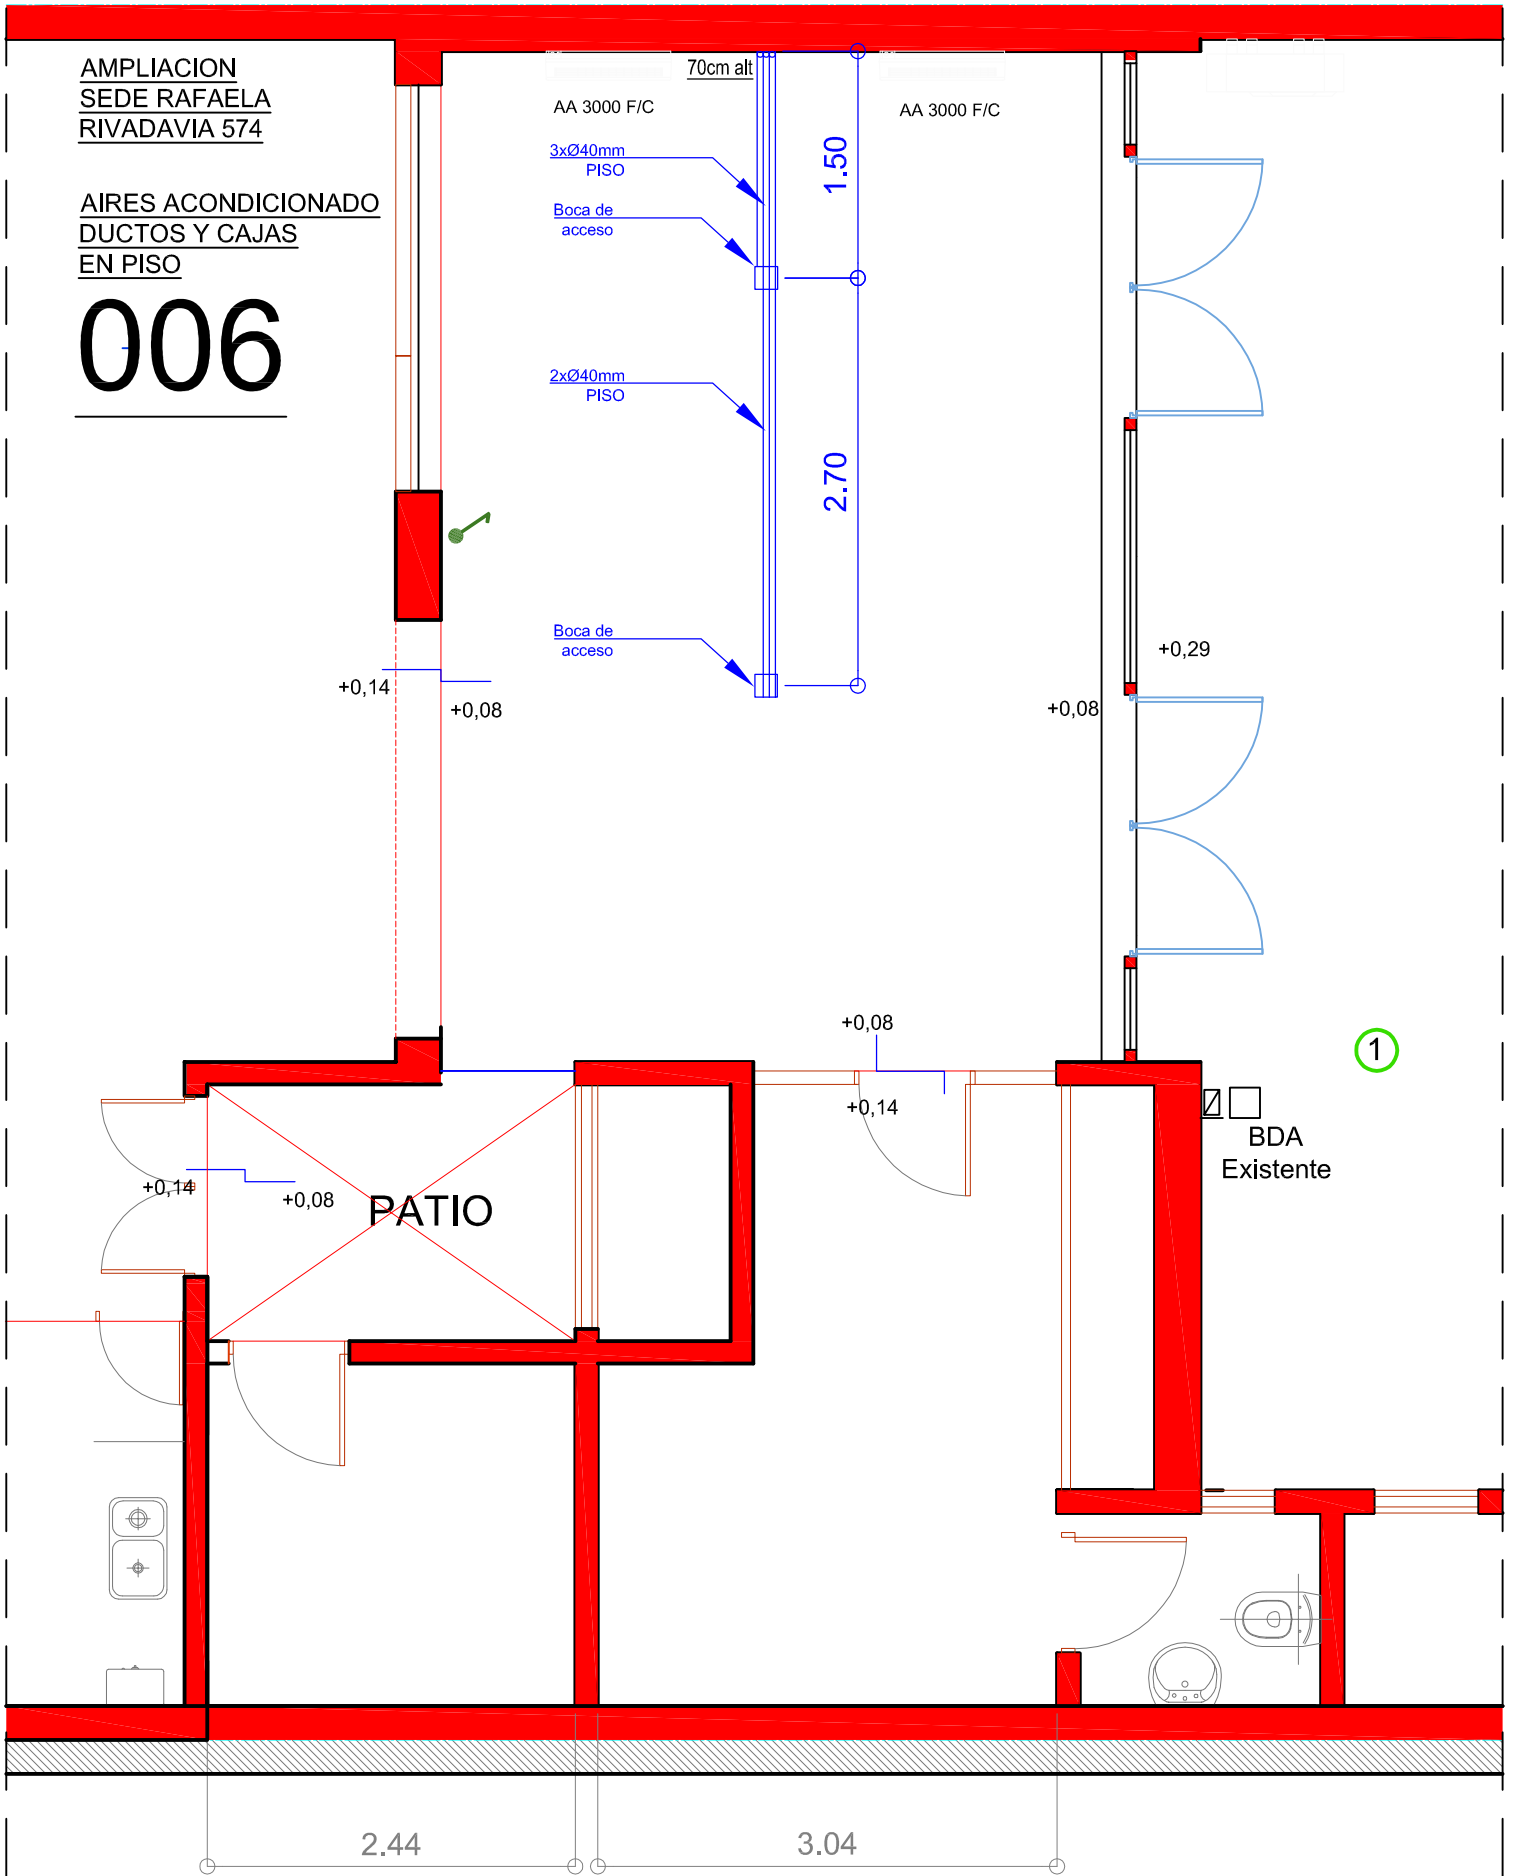 AMPLIACION
SEDE RAFAELA
RIVADAVIA 574
AIRES ACONDICIONADO
DUCTOS Y CAJAS
EN PISO
006
70cm alt
AA 3000 F/C
AA 3000 F/C
3xØ40mm
PISO
Boca de
acceso
1.50
2xØ40mm
PISO
2.70
Boca de
acceso
+0,14
+0,08
+0,08
+0,29
+0,08
+0,14
1
BDA
Existente
+0,14
+0,08
PATIO
2.44
3.04